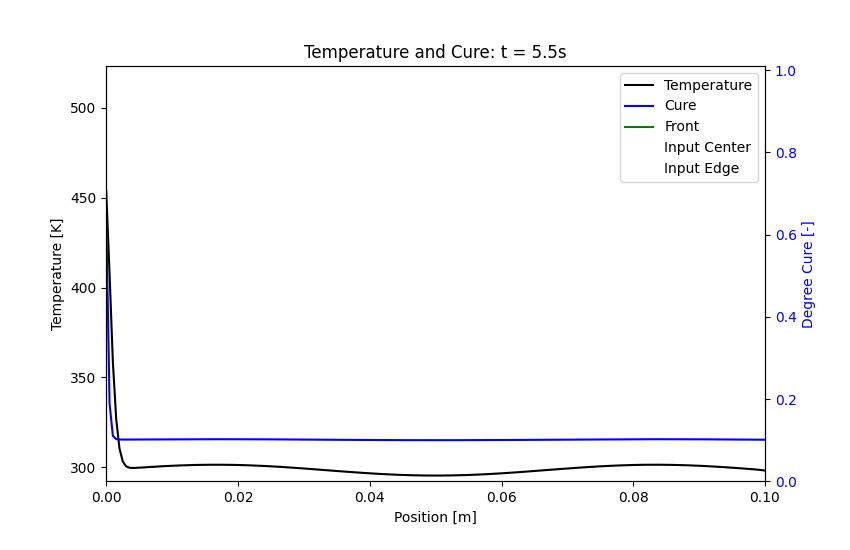 Temperature and Cure: t = 5.5s
Temperature
Cure
Front
Input Center
Input Edge
500
450
400
350
300
Temperature [K]
1.0
0.8
0.6
0.4
0.2
0.0
Degree Cure [-]
0.00
0.02
0.04
0.06
0.08
0.10
Position [m]